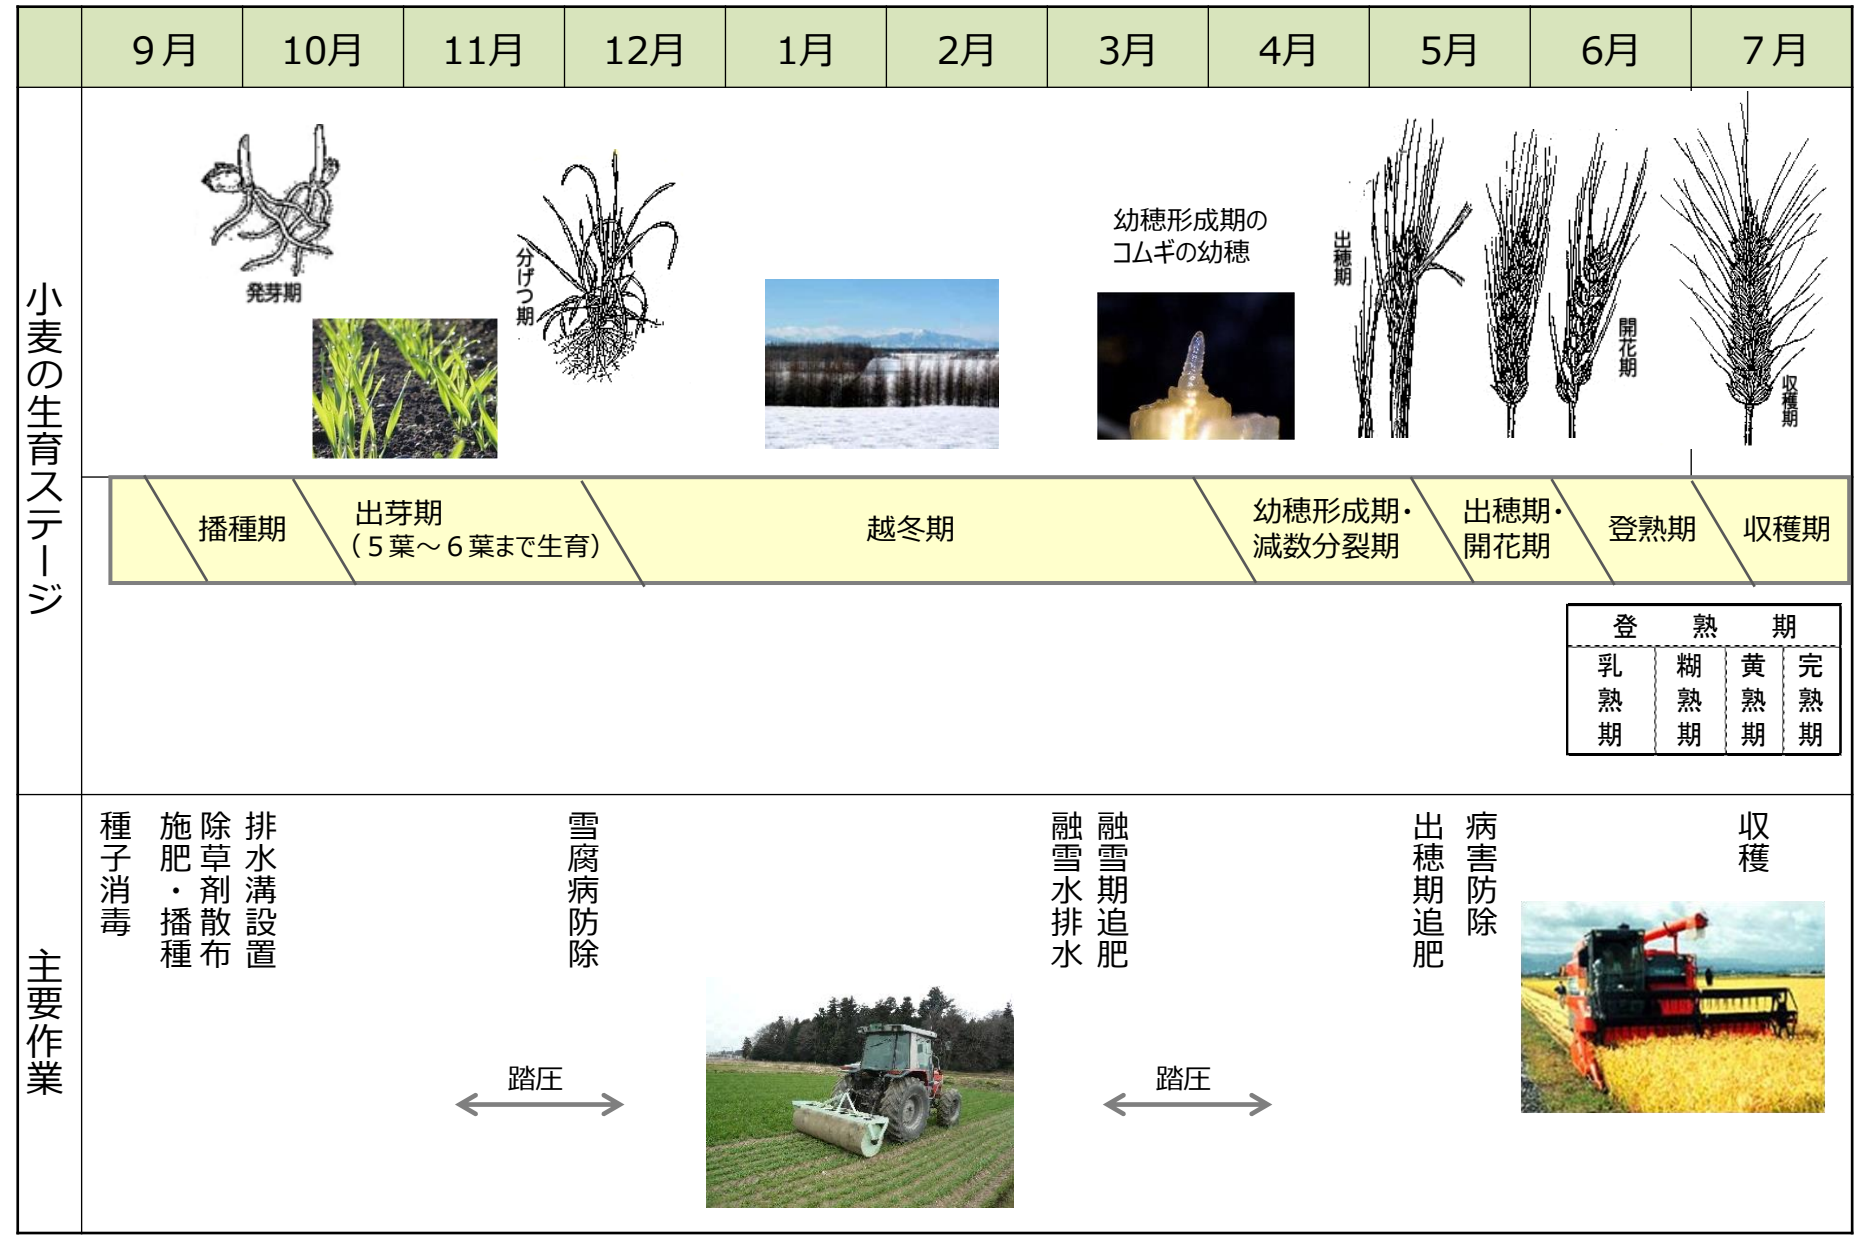 9月
10月
11月
12月
1月
2月
3月
4月
5月
6月
7月
小麦の生育ステージ
発芽期
分げつ期
幼穂形成期の
コムギの幼穂
出穂期
開花期
収穫期
播種期
出芽期
（５葉～６葉まで生育）
越冬期
幼穂形成期・
減数分裂期
出穂期・
開花期
登熟期
収穫期
登熟期
乳熟期
糊熟期
黄熟期
完熟期
主要作業
種子消毒
施肥・播種
除草剤散布
排水溝設置
雪腐病防除
融雪水排水
融雪期追肥
出穂期追肥
病害防除
収穫
踏圧
踏圧